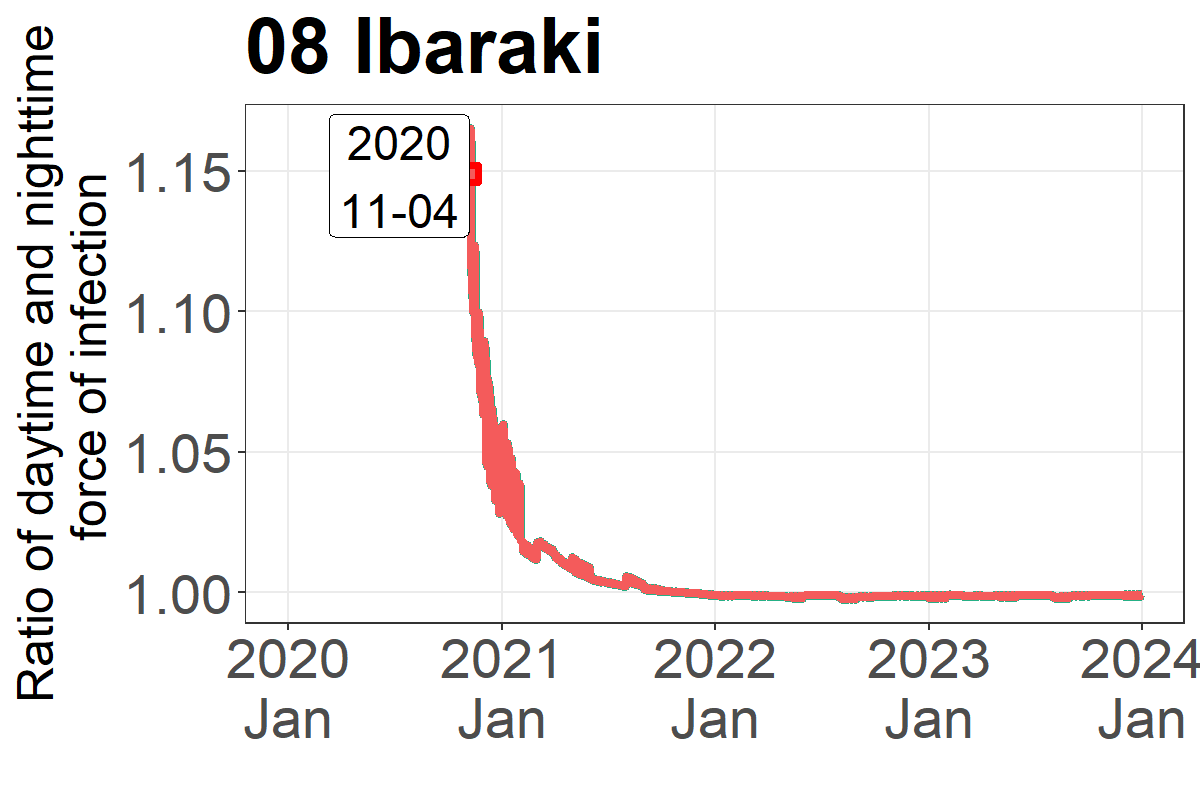 08 Ibaraki
Ratio of daytime and nighttime
force of infection
1.15
1.10
1.05
1.00
2020
11-04
2020
Jan
2021
Jan
2022
Jan
2023
Jan
2024
Jan